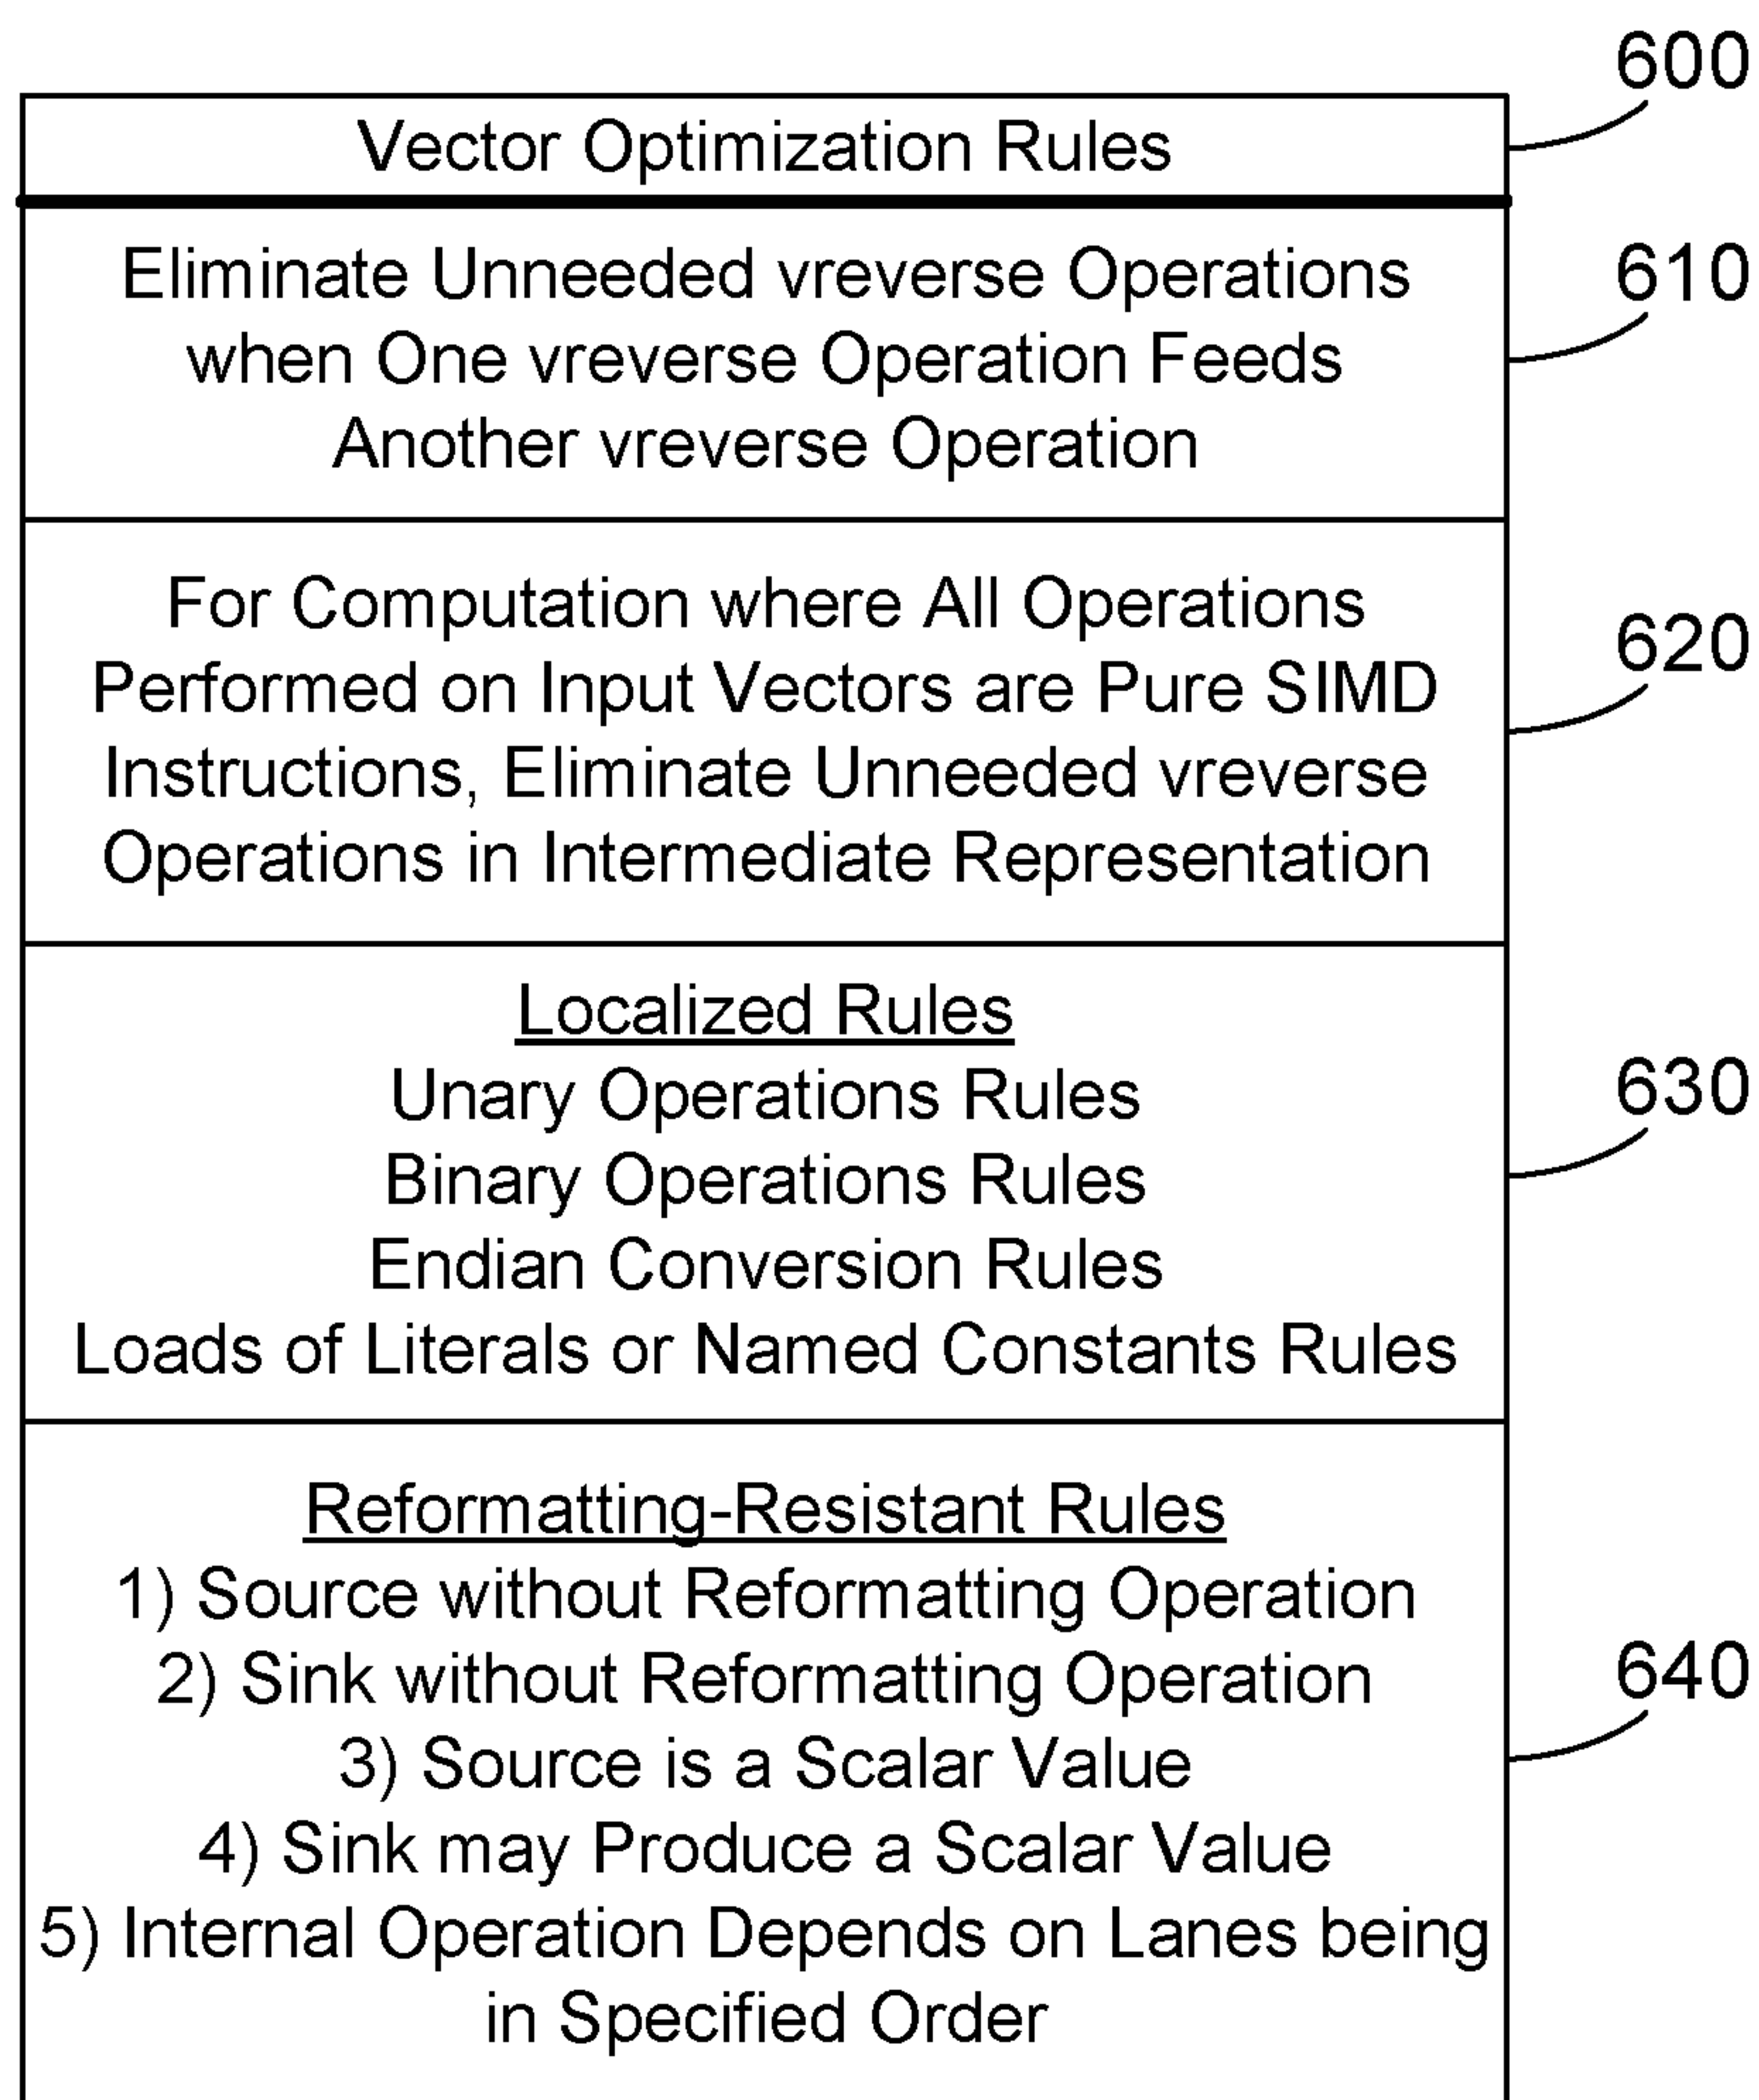 600
Vector Optimization Rules
Eliminate Unneeded vreverse Operations
when One vreverse Operation Feeds
Another vreverse Operation
610
For Computation where All Operations
Performed on Input Vectors are Pure SIMD
Instructions, Eliminate Unneeded vreverse
Operations in Intermediate Representation
620
Localized Rules
Unary Operations Rules
Binary Operations Rules
Endian Conversion Rules
Loads of Literals or Named Constants Rules
630
Reformatting-Resistant Rules
1) Source without Reformatting Operation
2) Sink without Reformatting Operation
3) Source is a Scalar Value
4) Sink may Produce a Scalar Value
5) Internal Operation Depends on Lanes being
in Specified Order
640